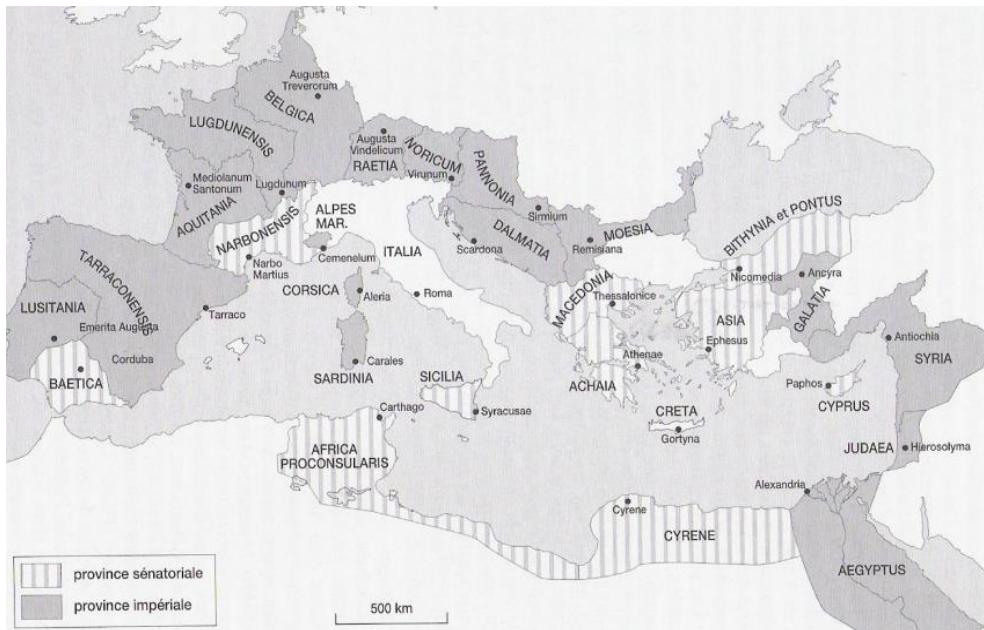 Augusta
Treverorum
BELGICA
LUGDUNENSIS
Augusta
Vindelicum
RAETIA
NORICUM
Virunum
PANNONIA
Mediolanum
Santonum
Lugdunum
AQUITANIA
NARBONENSIS
ALPES
MAR.
Cemenelum
ITALIA
Sirmium
DALMATIA
Scardona
Remisiana
MOESIA
BITHYNIA et PONTUS
Nicomedia
Ancyra
GALATIA
Narbo
Martius
TARRACONENSIS
Tarraco
LUSITANIA
Emerita Augusta
Corduba
BAETICA
CORSICA
Aleria
Roma
Carales
SARDINIA
SICILIA
Syracusae
MACEDONIA
Thessalonice
ASIA
Ephesus
Athenae
ACHAIA
CRETA
Gortyna
Antiochia
SYRIA
Paphos
CYPRUS
JUDAEA
Hierosolyma
Carthago
AFRICA
PROCONSULARIS
Cyrene
CYRENE
Alexandria
AEGYPTUS
province sénatoriale
province impériale
500 km